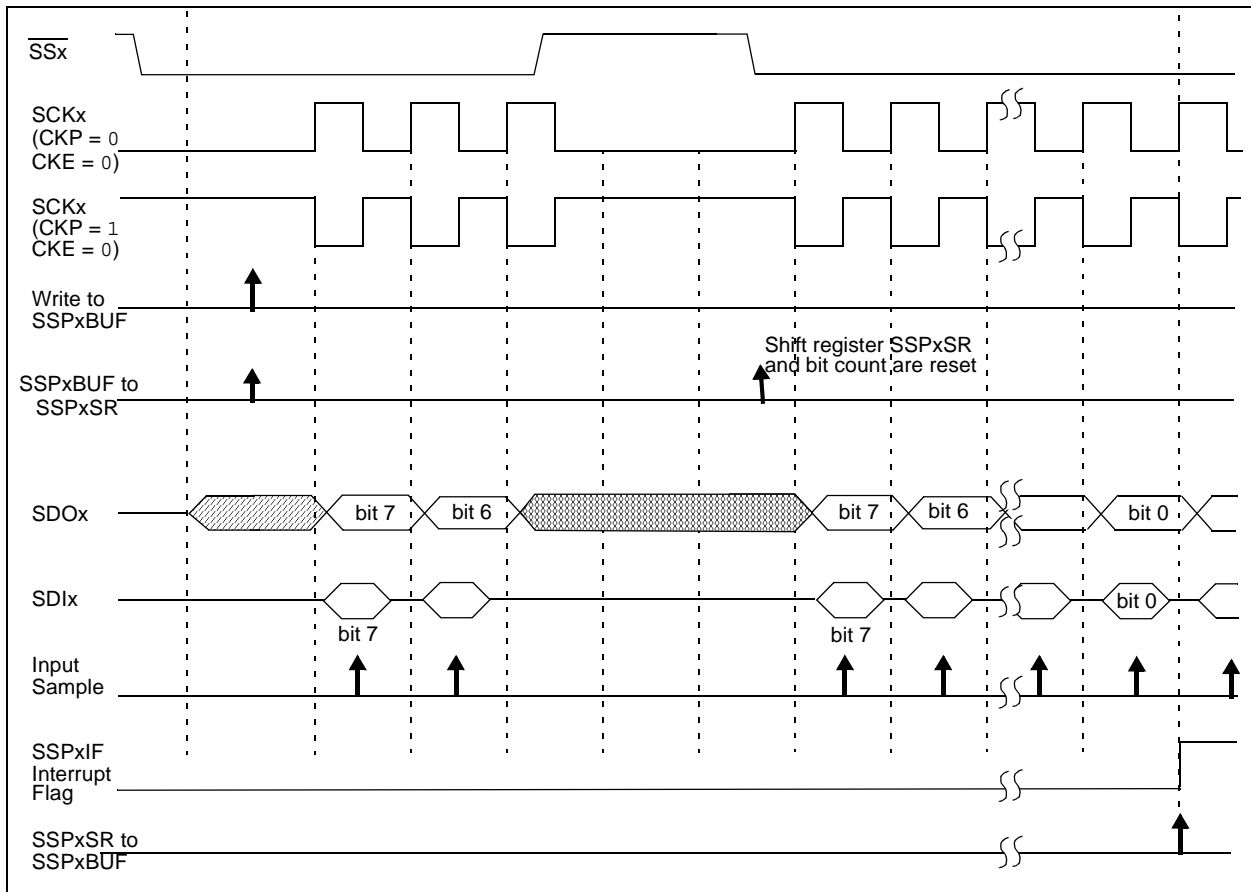 SSx
SCKx
(CKP = 0
CKE = 0)
SCKx
(CKP = 1
CKE = 0)
Write to
SSPxBUF
Shift register SSPxSR
and bit count are reset
SSPxBUF to
SSPxSR
SDOx
bit 7
bit 6
bit 7
bit 6
bit 0
SDIx
bit 0
bit 7
bit 7
Input
Sample
SSPxIF
Interrupt
Flag
SSPxSR to
SSPxBUF